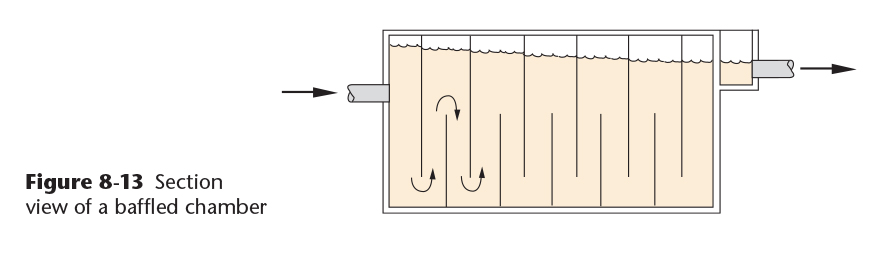 Figure 8-13 Section
view of a baffled chamber